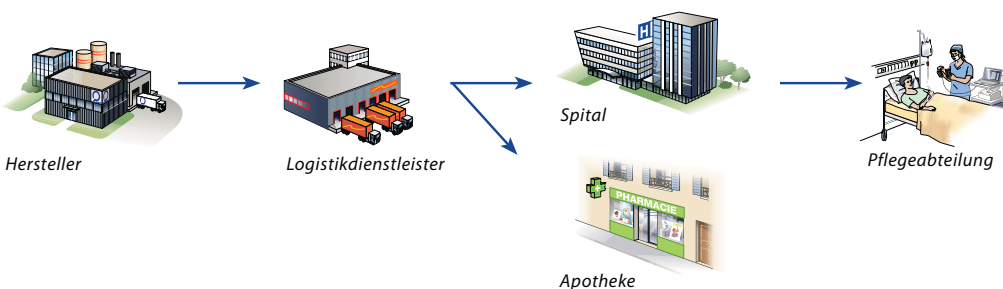 H
Spital
Hersteller
Logistikdienstleister
Pflegeabteilung
PHARMACIE
Apotheke